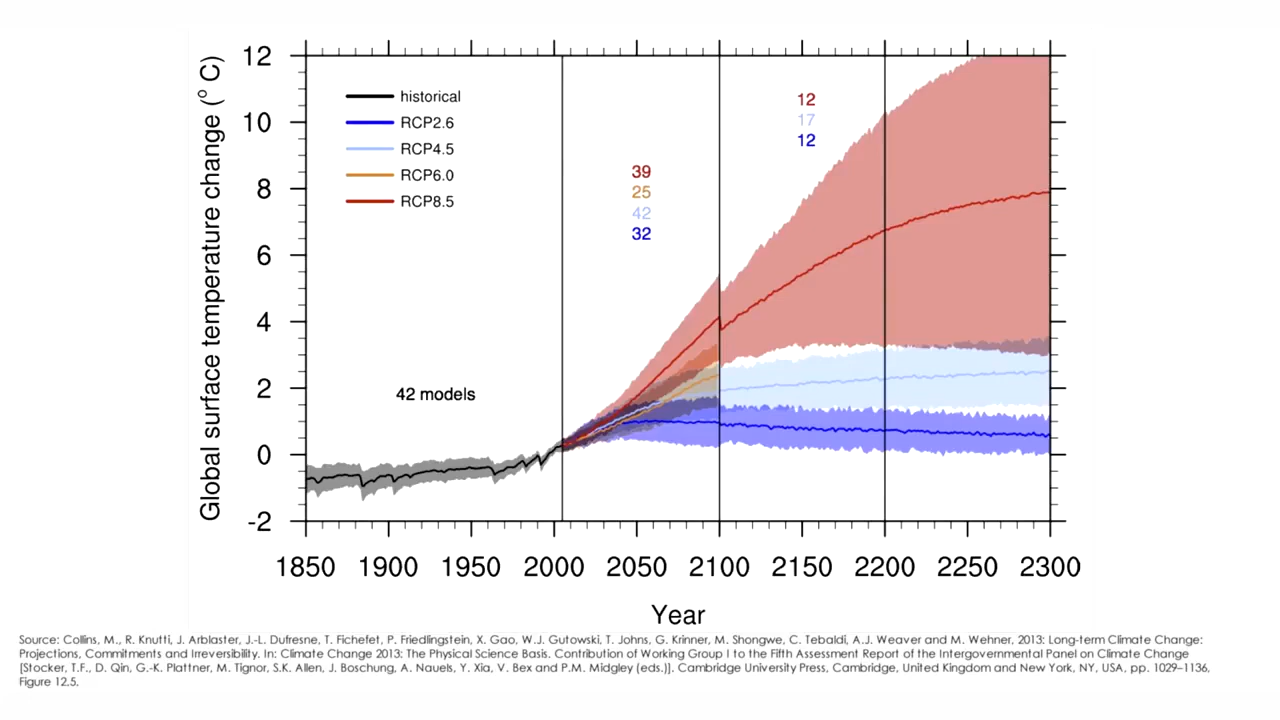 Global surface temperature change (° C)
12
10
8
6
4
2
0
-2
historical
RCP2.6
RCP4.5
RCP6.0
RCP8.5
42 models
39
25
42
32
12
17
12
1850 1900 1950 2000 2050 2100 2150 2200 2250 2300
Year
Source: Collins, M., R. Knutti, J. Arblaster, J.-L. Dufresne, T. Fichefet, P. Friedlingstein, X. Gao, W.J. Gutowski, T. Johns, G. Krinner, M. Shongwe, C. Tebaldi, A.J. Weaver and M. Wehner, 2013: Long-term Climate Change:
Projections, Commitments and Irreversibility. In: Climate Change 2013: The Physical Science Basis. Contribution of Working Group I to the Fifth Assessment Report of the Intergovernmental Panel on Climate Change
[Stocker, T.F., D. Qin, G.-K. Plattner, M. Tignor, S.K. Allen, J. Boschung, A. Nauels, Y. Xia, V. Bex and P.M. Midgley (eds.)]. Cambridge University Press, Cambridge, United Kingdom and New York, NY, USA, pp. 1029–1136,
Figure 12.5.